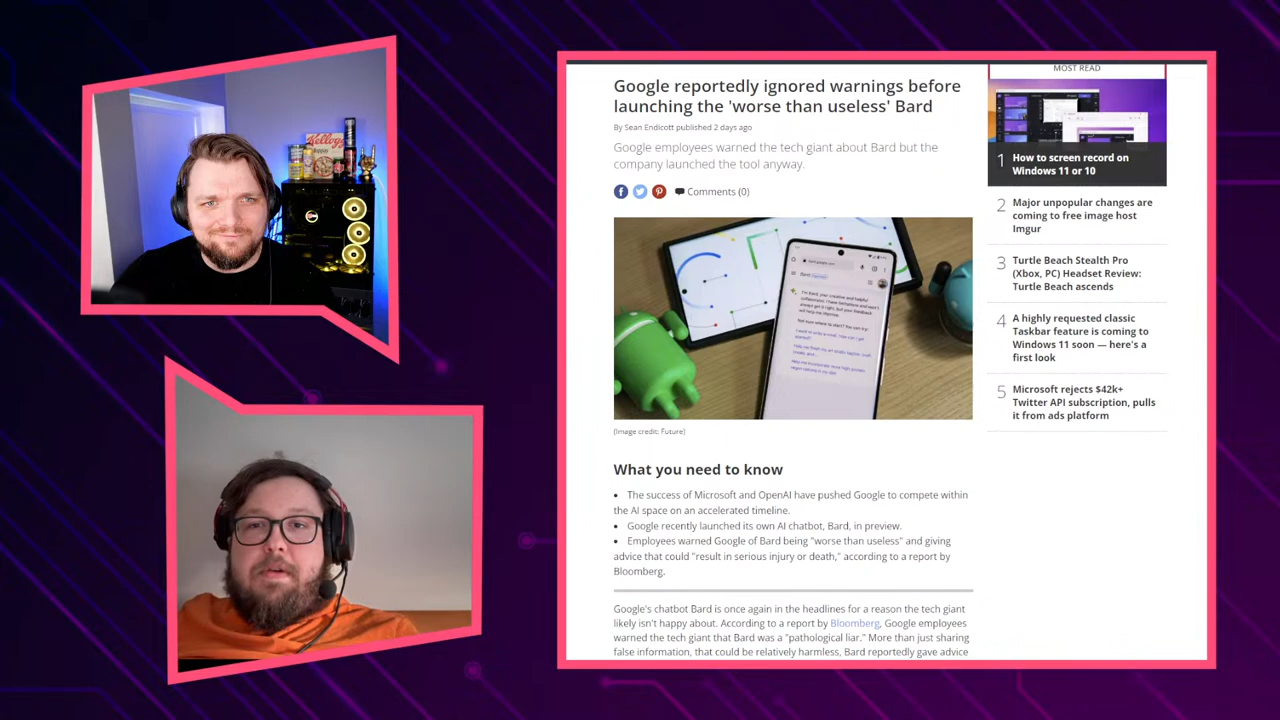 Kellogg's
Google reportedly ignored warnings before
launching the 'worse than useless' Bard
By Sean Endicott published 2 days ago
Google employees warned the tech giant about Bard but the
company launched the tool anyway.
Comments (0)
(Image credit: Future)
What you need to know
• The success of Microsoft and OpenAI have pushed Google to compete within
the AI space on an accelerated timeline.
• Google recently launched its own AI chatbot, Bard, in preview.
• Employees warned Google of Bard being "worse than useless" and giving
advice that could "result in serious injury or death," according to a report by
Bloomberg.
Google's chatbot Bard is once again in the headlines for a reason the tech giant
likely isn't happy about. According to a report by Bloomberg, Google employees
warned the tech giant that Bard was a "pathological liar." More than just sharing
false information, that could be relatively harmless, Bard reportedly gave advice
MOST READ
1 How to screen record on
Windows 11 or 10
2 Major unpopular changes are
coming to free image host
Imgur
3 Turtle Beach Stealth Pro
(Xbox, PC) Headset Review:
Turtle Beach ascends
4 A highly requested classic
Taskbar feature is coming to
Windows 11 soon — here's a
first look
5 Microsoft rejects $42k+
Twitter API subscription, pulls
it from ads platform